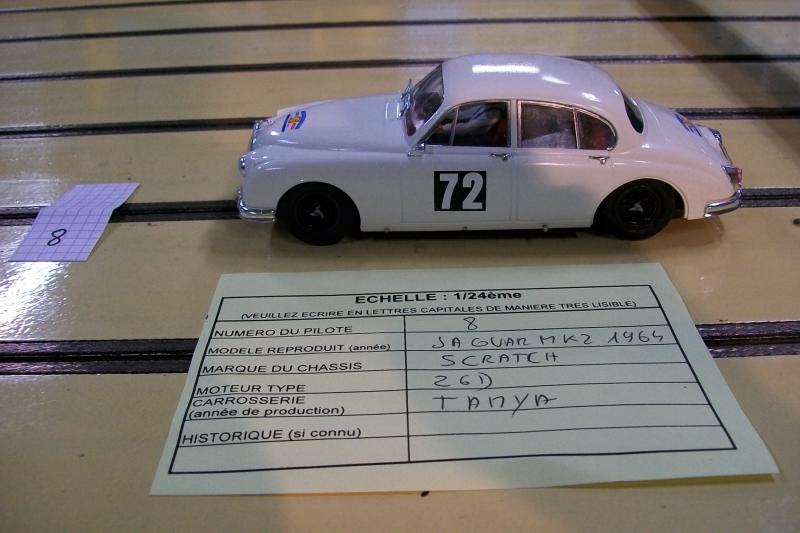 72
8
ECHELLE : 1/24ème
(VEUILLEZ ECRIRE EN LETTRES CAPITALES DE MANIERE TRES LISIBLE)
NUMERO DU PILOTE 8
MODELE REPRODUIT (année) JAGUAR MK2 1964
MARQUE DU CHASSIS SCRATCH
MOTEUR TYPE 26D
CARROSSERIE TAMYA
(année de production)
HISTORIQUE (si connu)